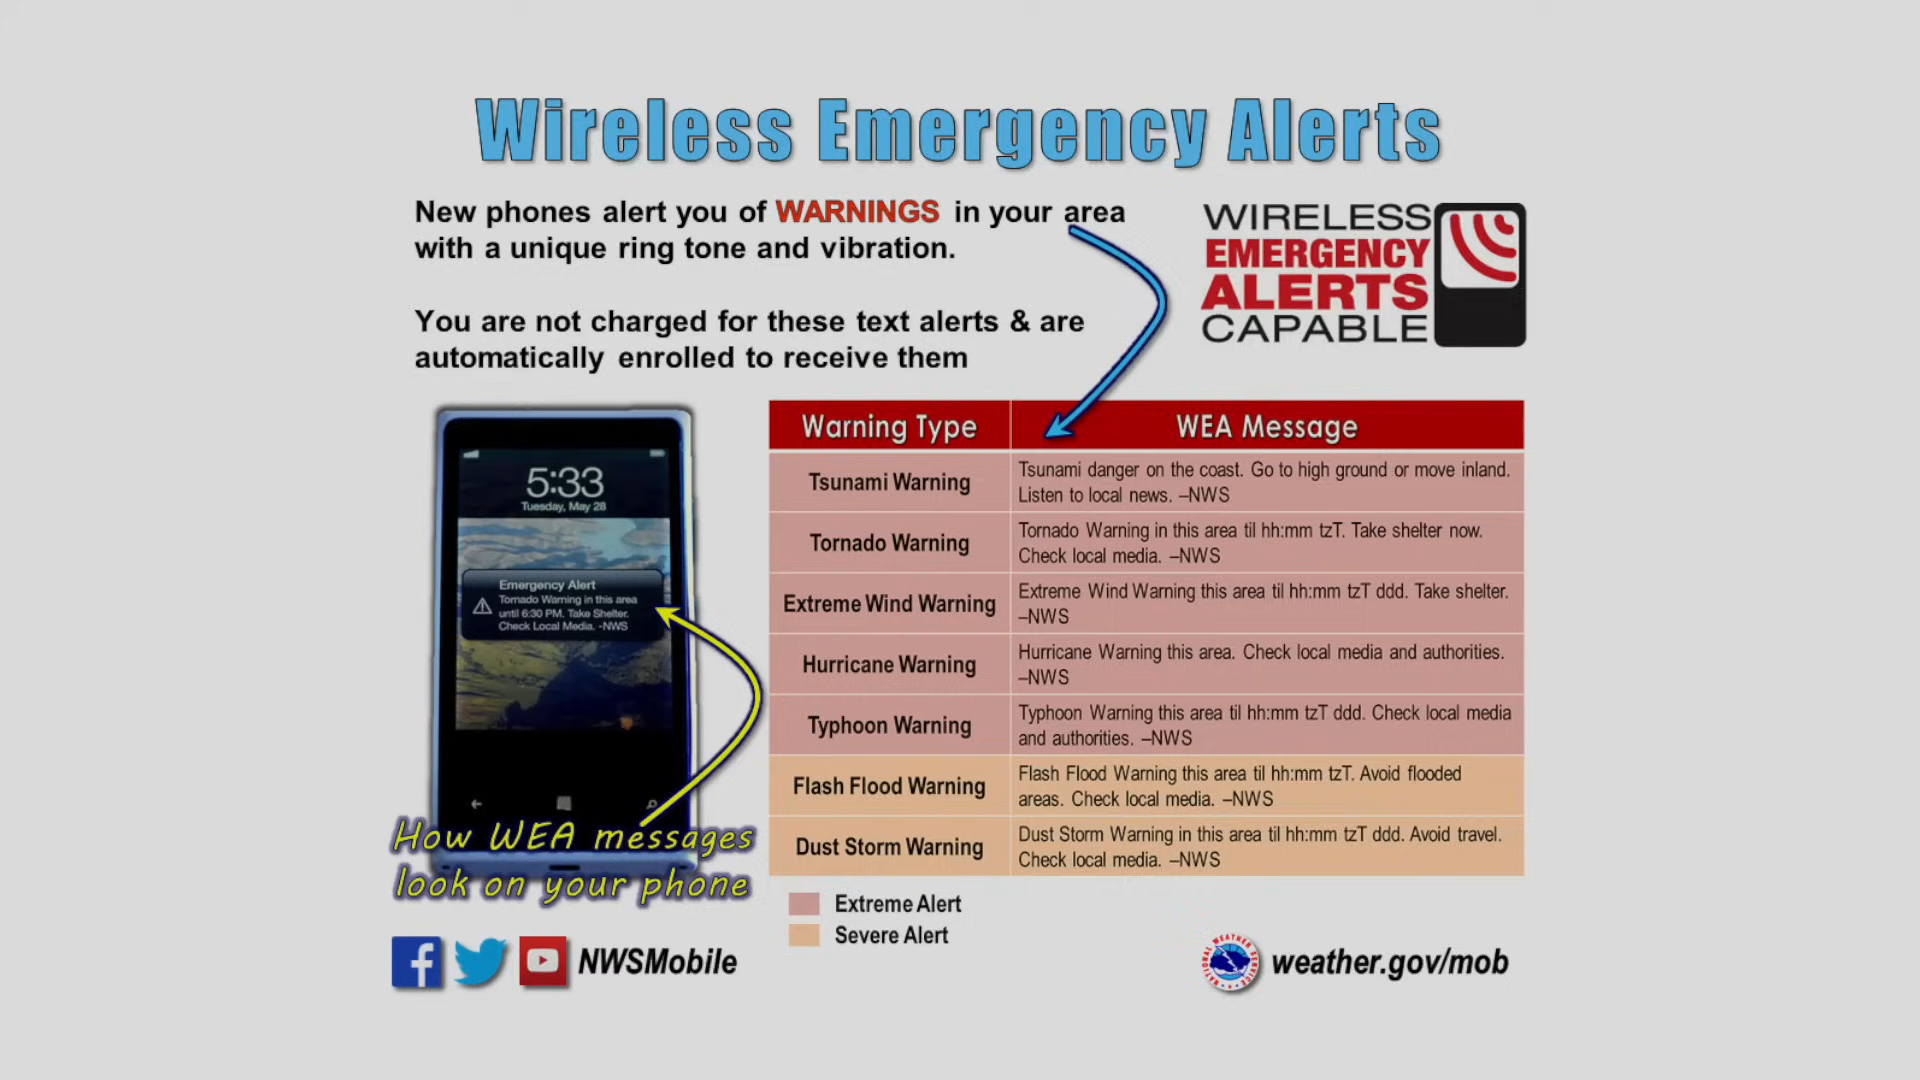 Wireless Emergency Alerts
New phones alert you of WARNINGS in your area
with a unique ring tone and vibration.
You are not charged for these text alerts & are
automatically enrolled to receive them
WIRELESS
EMERGENCY
ALERTS
CAPABLE
5:33
Tuesday, May 28
Emergency Alert
Tornado Warning in this area
until 6:30 PM. Take Shelter.
Check Local Media. -NWS
How WEA messages
look on your phone
Warning Type WEA Message
Tsunami Warning
Tsunami danger on the coast. Go to high ground or move inland.
Listen to local news. –NWS
Tornado Warning
Tornado Warning in this area til hh:mm tzT. Take shelter now.
Check local media. –NWS
Extreme Wind Warning
Extreme Wind Warning this area til hh:mm tzT ddd. Take shelter.
–NWS
Hurricane Warning
Hurricane Warning this area. Check local media and authorities.
–NWS
Typhoon Warning
Typhoon Warning this area til hh:mm tzT ddd. Check local media
and authorities. –NWS
Flash Flood Warning
Flash Flood Warning this area til hh:mm tzT. Avoid flooded
areas. Check local media. –NWS
Dust Storm Warning
Dust Storm Warning in this area til hh:mm tzT ddd. Avoid travel.
Check local media. –NWS
Extreme Alert
Severe Alert
NWSMobile
NATIONAL WEATHER SERVICE
weather.gov/mob